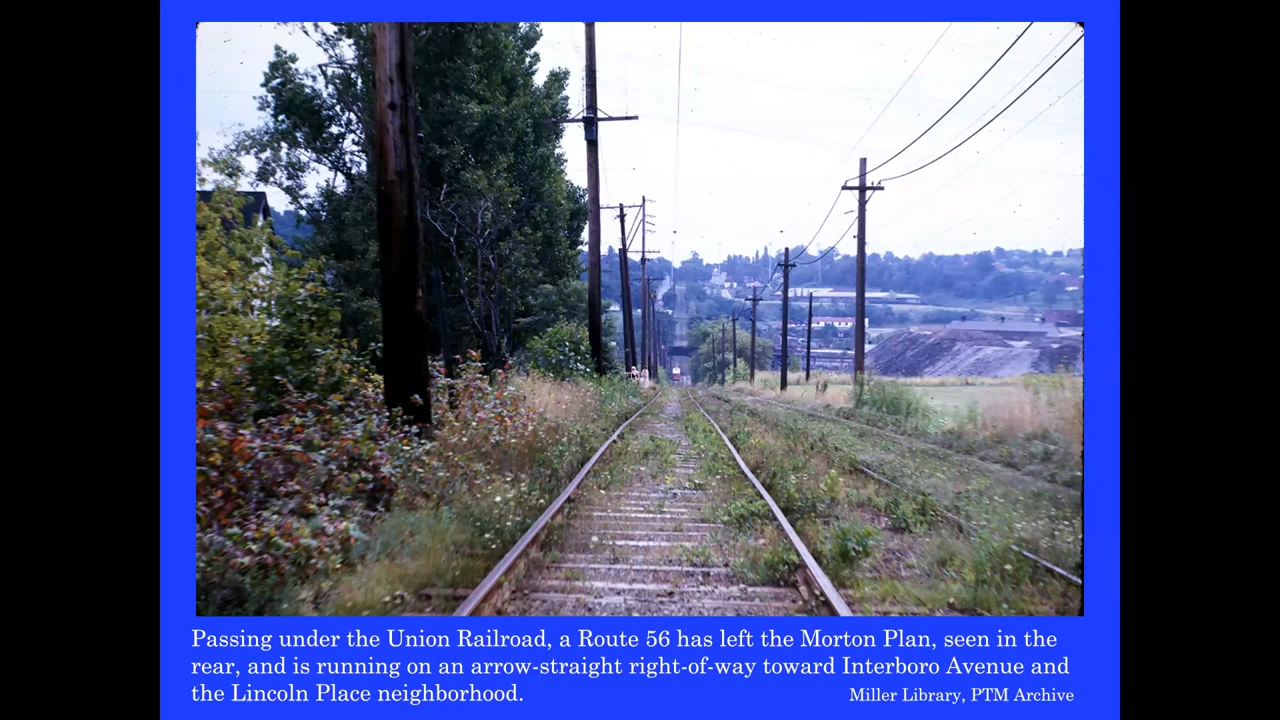 Passing under the Union Railroad, a Route 56 has left the Morton Plan, seen in the
rear, and is running on an arrow-straight right-of-way toward Interboro Avenue and
the Lincoln Place neighborhood.
Miller Library, PTM Archive